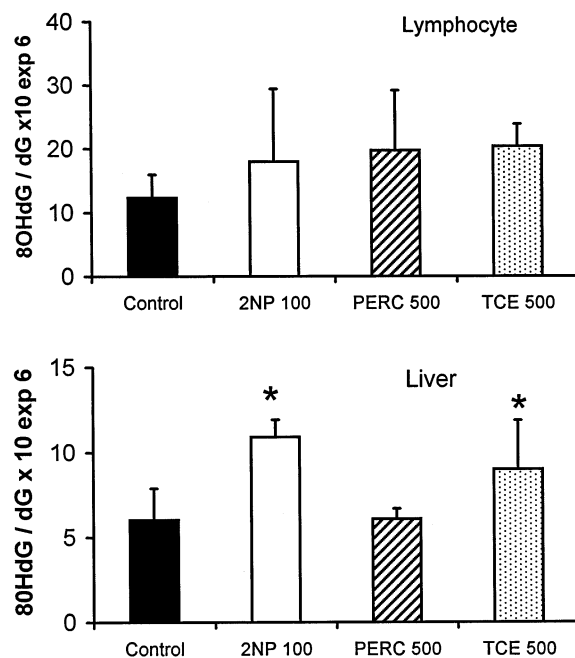 Lymphocyte
8OHdG / dG x10 exp 6
40
30
20
10
0
Control 2NP 100 PERC 500 TCE 500
Liver
80HdG / dG x 10 exp 6
15
10
5
0
*
*
Control 2NP 100 PERC 500 TCE 500